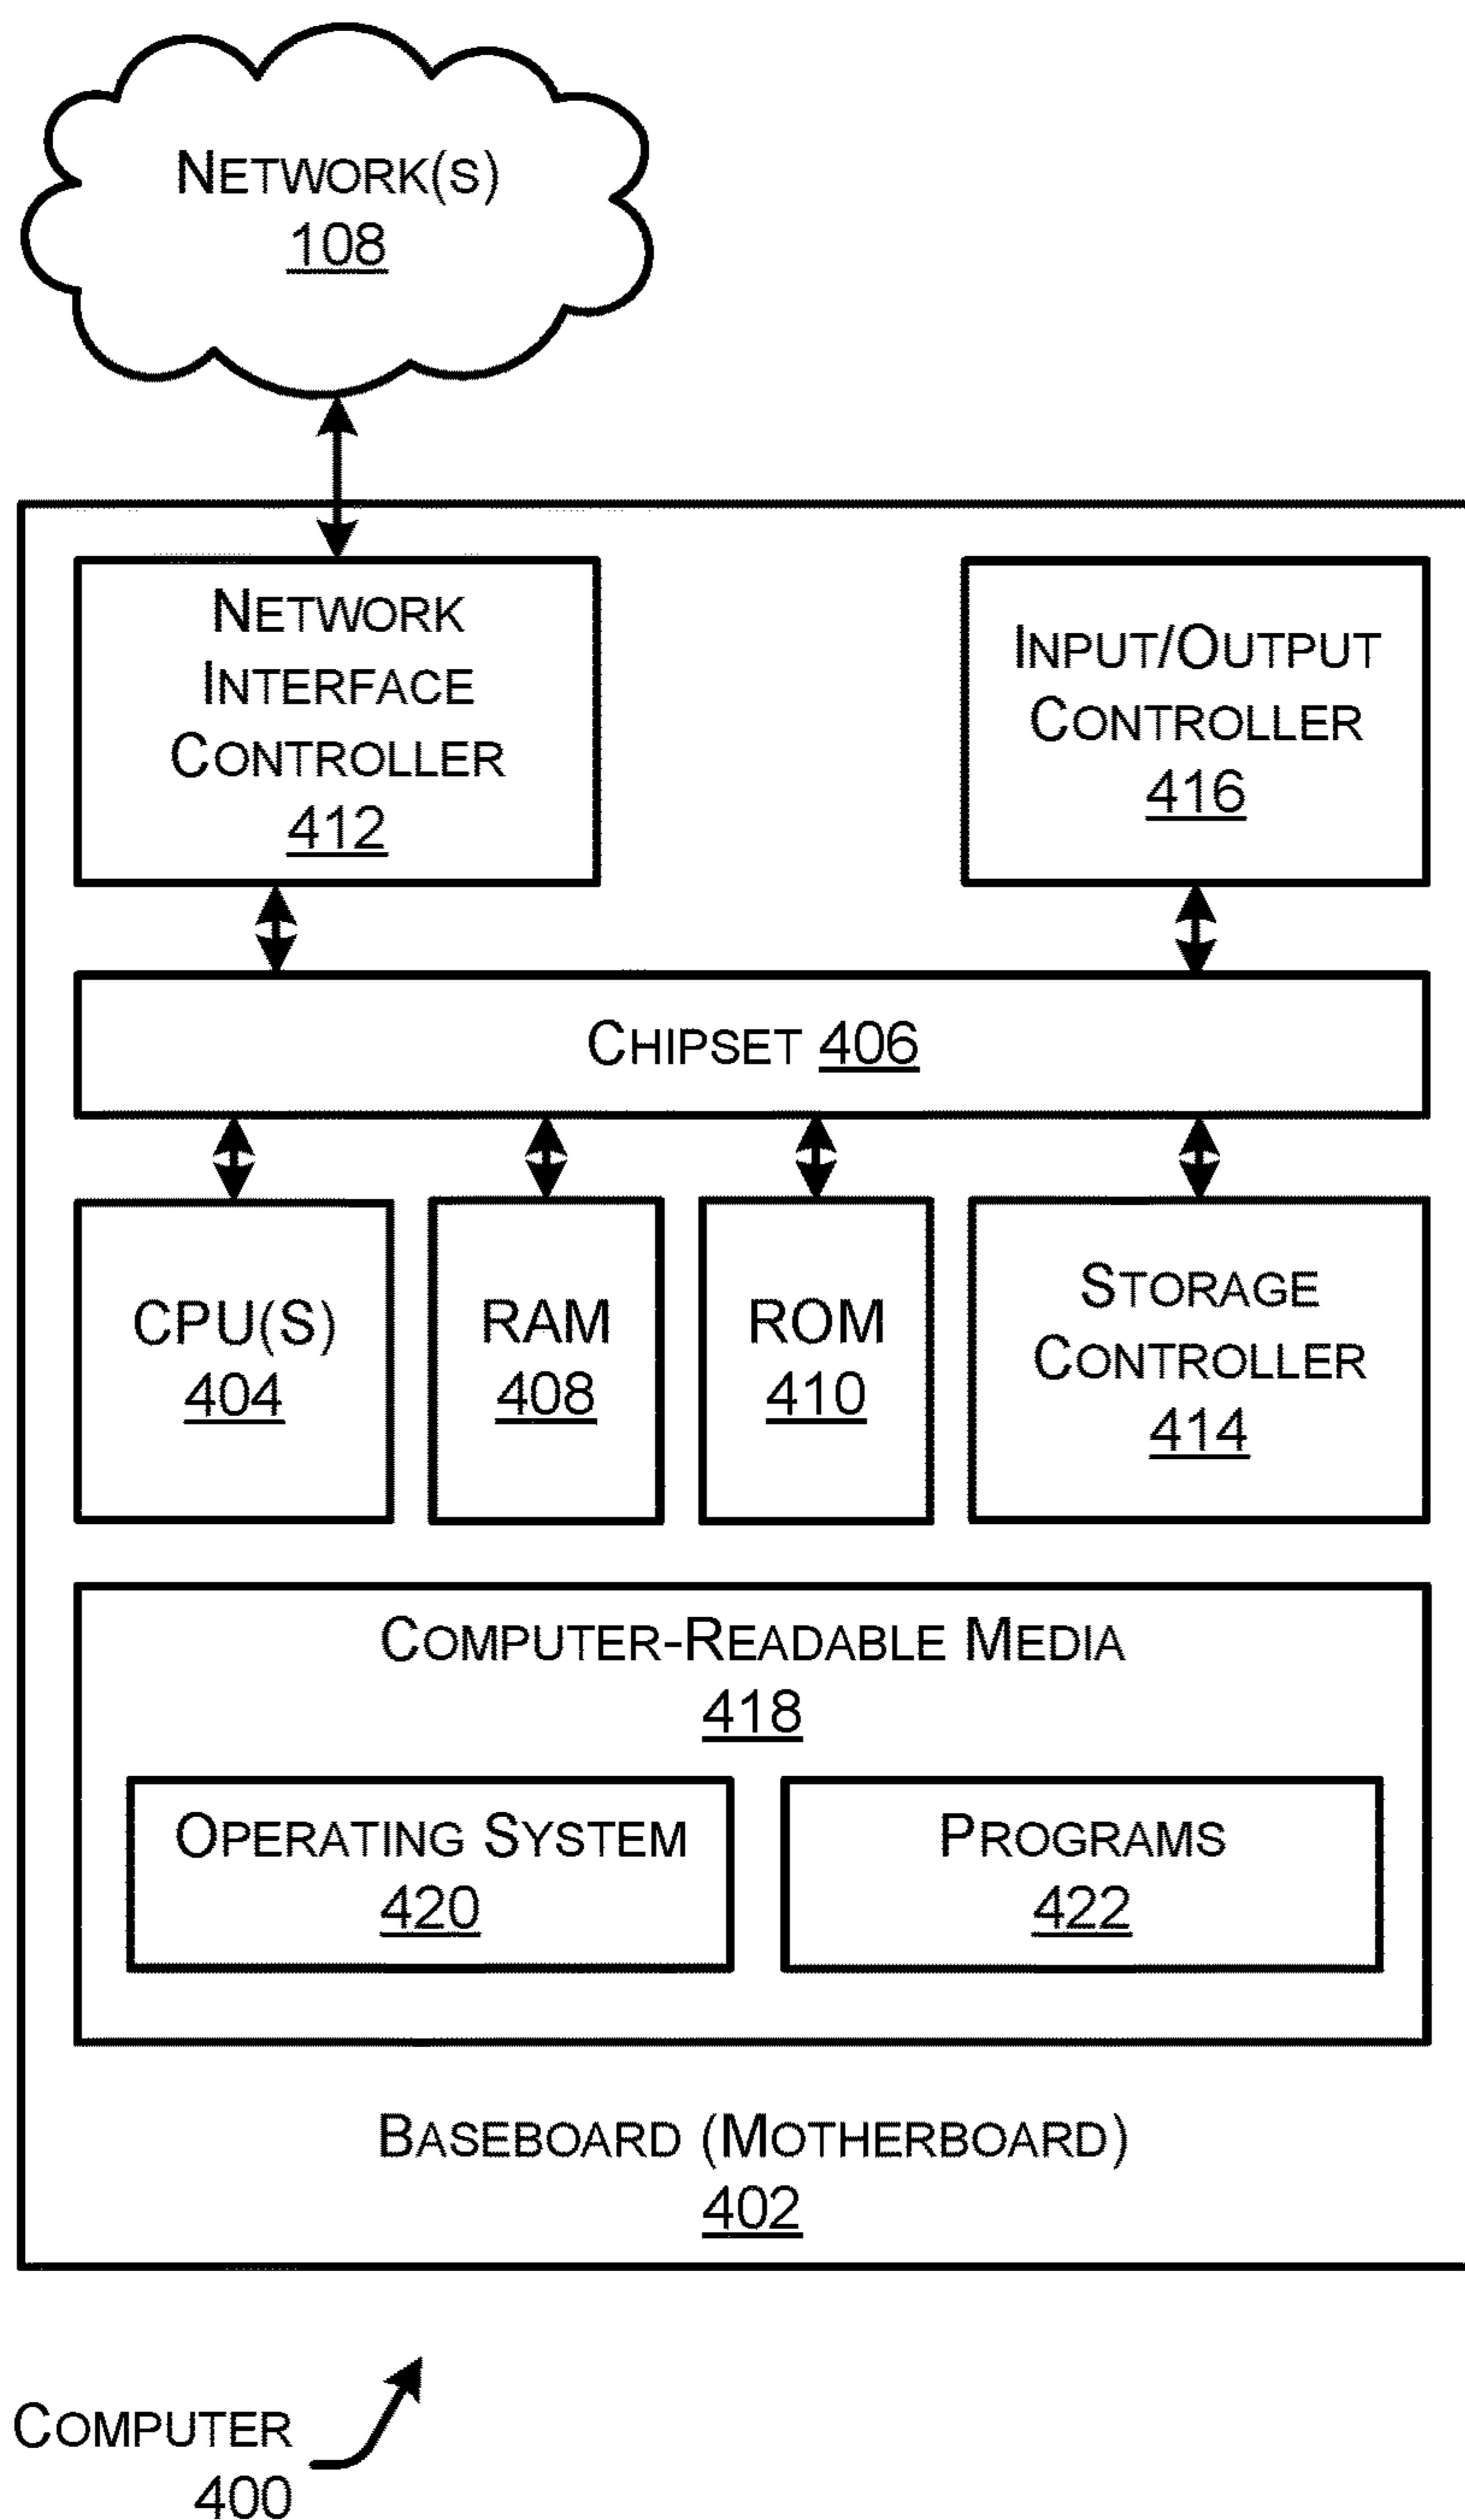 NETWORK(S)
108
NETWORK
INTERFACE
CONTROLLER
412
INPUT/OUTPUT
CONTROLLER
416
CHIPSET 406
CPU(S)
404
RAM
408
ROM
410
STORAGE
CONTROLLER
414
COMPUTER-READABLE MEDIA
418
OPERATING SYSTEM
420
PROGRAMS
422
BASEBOARD (MOTHERBOARD)
402
COMPUTER
400